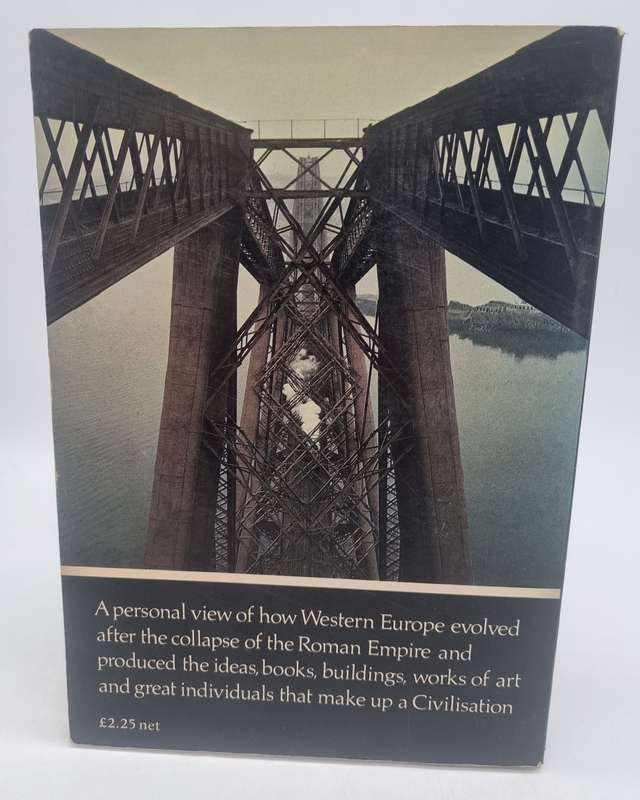 A personal view of how Western Europe evolved
after the collapse of the Roman Empire and
produced the ideas, books, buildings, works of art
and great individuals that make up a Civilisation
£2.25 net